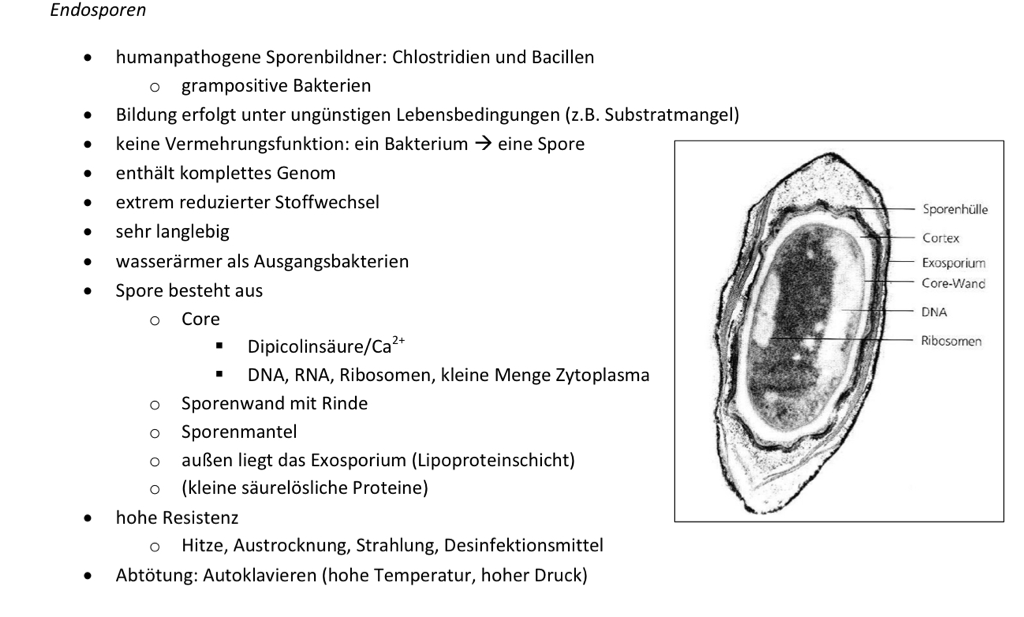 Endosporen
• humanpathogene Sporenbildner: Chlostridien und Bacillen
o grampositive Bakterien
• Bildung erfolgt unter ungünstigen Lebensbedingungen (z.B. Substratmangel)
• keine Vermehrungsfunktion: ein Bakterium → eine Spore
• enthält komplettes Genom
• extrem reduzierter Stoffwechsel
• sehr langlebig
• wasserärmer als Ausgangsbakterien
• Spore besteht aus
o Core
▪ Dipicolinsäure/Ca²⁺
▪ DNA, RNA, Ribosomen, kleine Menge Zytoplasma
o Sporenwand mit Rinde
o Sporenmantel
o außen liegt das Exosporium (Lipoproteinschicht)
o (kleine säurelösliche Proteine)
• hohe Resistenz
o Hitze, Austrocknung, Strahlung, Desinfektionsmittel
• Abtötung: Autoklavieren (hohe Temperatur, hoher Druck)
Sporenhülle
Cortex
Exosporium
Core-Wand
DNA
Ribosomen